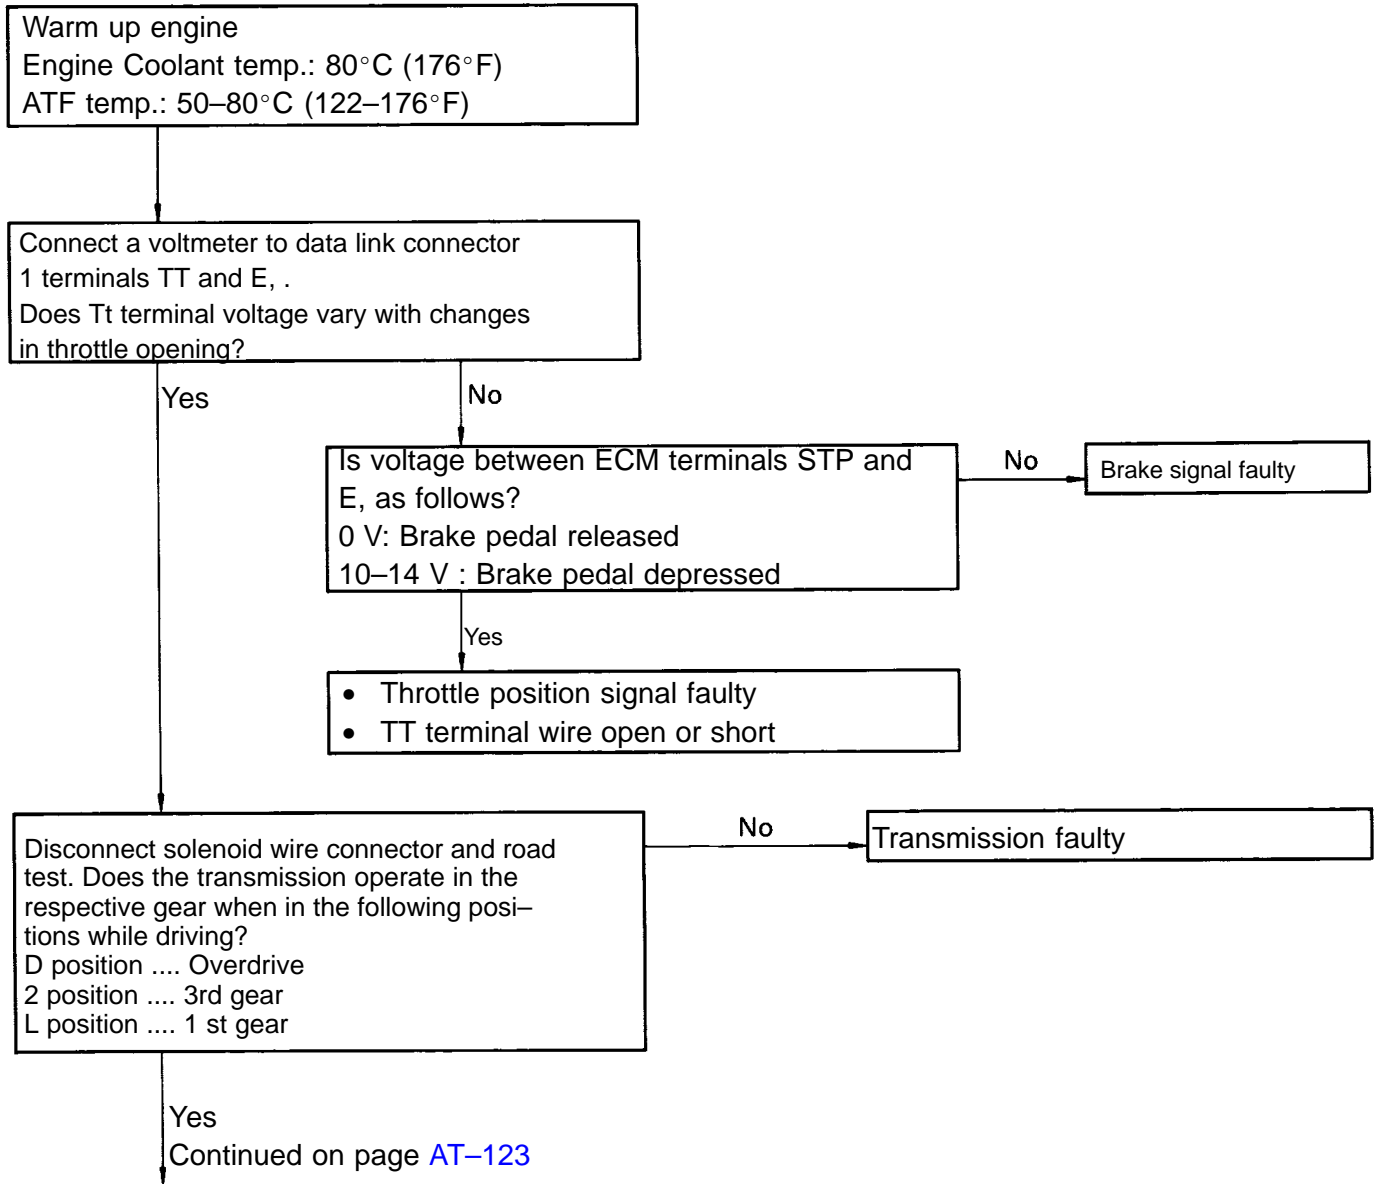 Warm up engine
Engine Coolant temp.: 80°C (176°F)
ATF temp.: 50–80°C (122–176°F)
Connect a voltmeter to data link connector
1 terminals TT and E, .
Does Tt terminal voltage vary with changes
in throttle opening?
Yes
No
Is voltage between ECM terminals STP and
E, as follows?
0 V: Brake pedal released
10–14 V : Brake pedal depressed
No
Brake signal faulty
Yes
• Throttle position signal faulty
• TT terminal wire open or short
Disconnect solenoid wire connector and road
test. Does the transmission operate in the
respective gear when in the following posi–
tions while driving?
D position .... Overdrive
2 position .... 3rd gear
L position .... 1 st gear
No
Transmission faulty
Yes
Continued on page AT–123